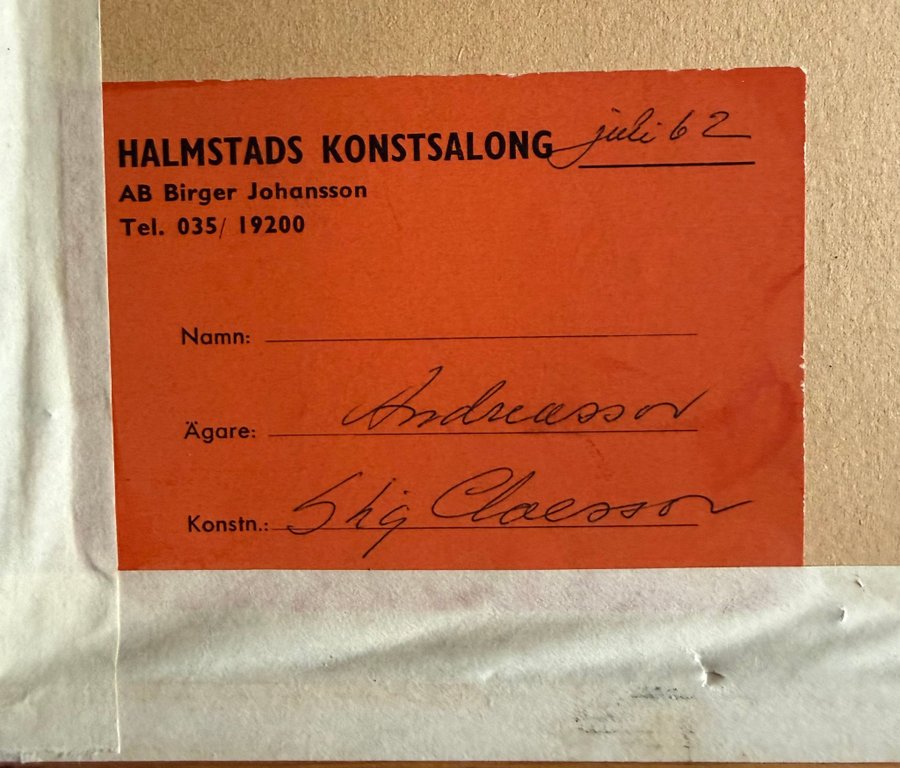 HALMSTADS KONSTSALONG juli 62
AB Birger Johansson
Tel. 035/ 19200
Namn:
Ägare: Andreasson
Konstn.: Stig Claesson